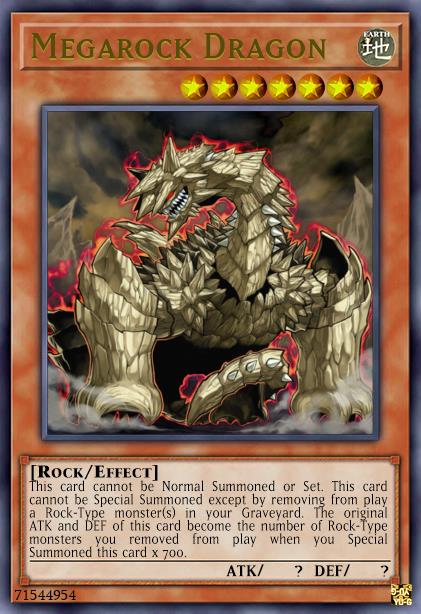 MEGAROCK DRAGON
EARTH
地
[ROCK/EFFECT]
This card cannot be Normal Summoned or Set. This card
cannot be Special Summoned except by removing from play
a Rock-Type monster(s) in your Graveyard. The original
ATK and DEF of this card become the number of Rock-Type
monsters you removed from play when you Special
Summoned this card x 700.
ATK/ ? DEF/ ?
71544954